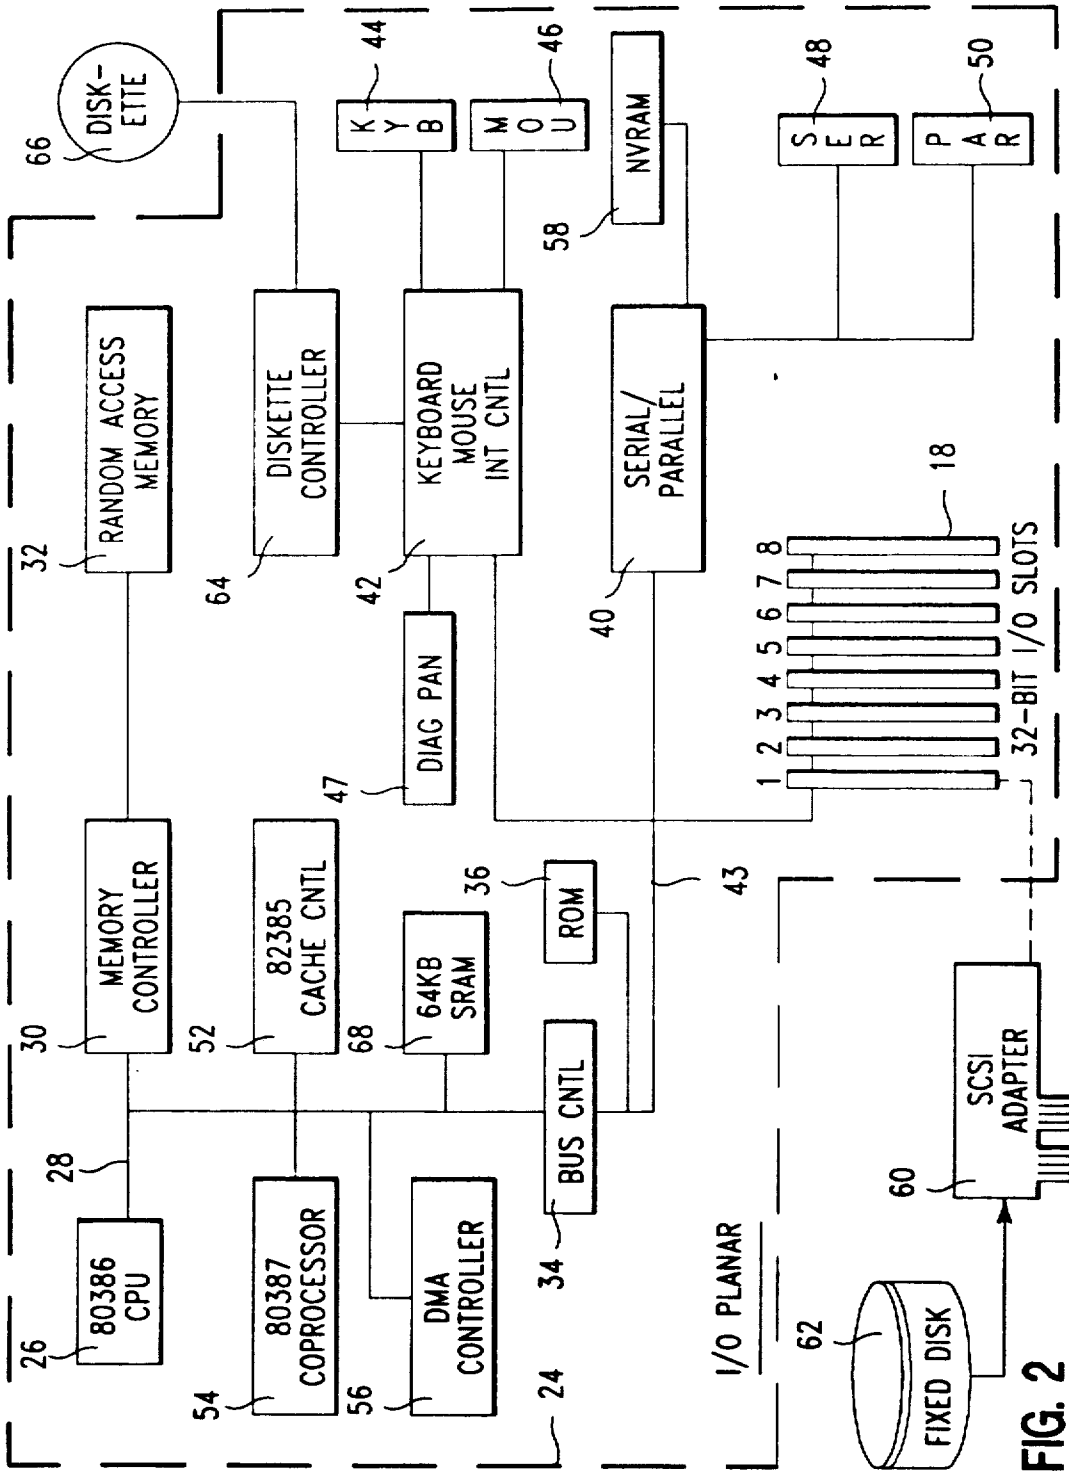 66
DISK-
ETTE
26
80386
CPU
28
30
MEMORY
CONTROLLER
32
RANDOM ACCESS
MEMORY
54
80387
COPROCESSOR
52
82385
CACHE CNTL
64
DISKETTE
CONTROLLER
K
Y
B
44
56
DMA
CONTROLLER
68
64KB
SRAM
47
DIAG PAN
42
KEYBOARD
MOUSE
INT CNTL
M
O
U
46
34
BUS CNTL
36
ROM
40
SERIAL/
PARALLEL
58
NVRAM
24
43
I/O PLANAR
1 2 3 4 5 6 7 8
18
32-BIT I/O SLOTS
S
E
R
48
P
A
R
50
62
FIXED DISK
60
SCSI
ADAPTER
FIG. 2